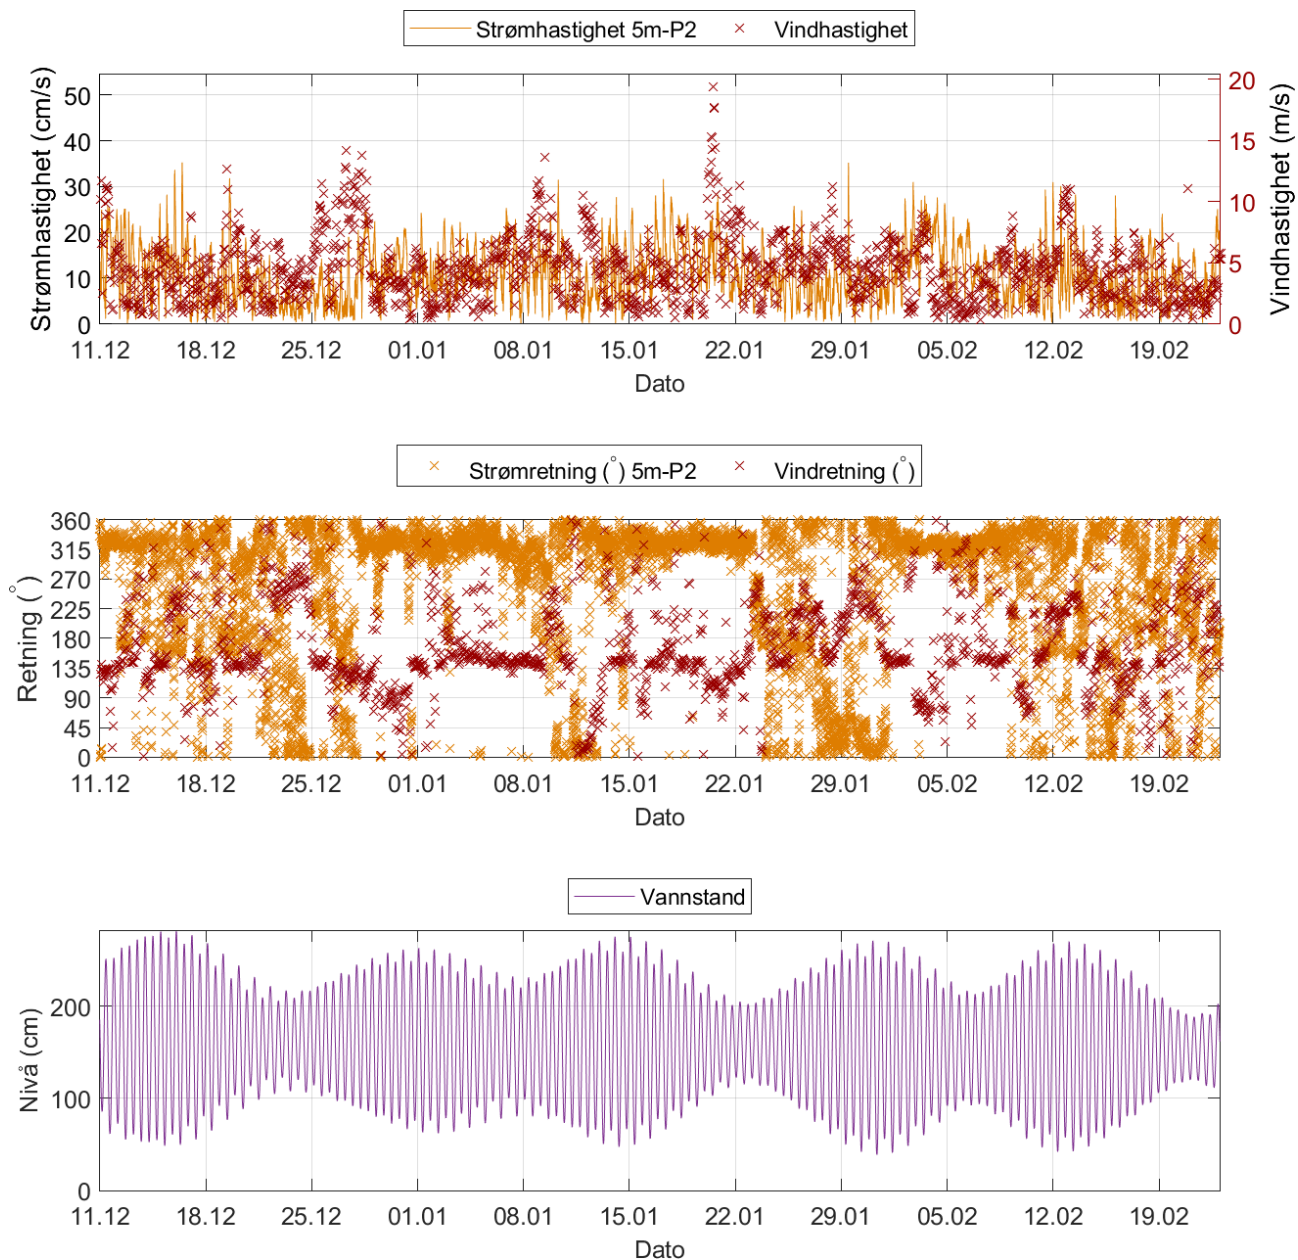 Strømhastighet 5m-P2 Vindhastighet
Strømhastighet (cm/s)
50
40
30
20
10
0
20
15
10
5
0
Vindhastighet (m/s)
11.12 18.12 25.12 01.01 08.01 15.01 22.01 29.01 05.02 12.02 19.02
Dato
Strømretning (°) 5m-P2 Vindretning (°)
Retning (°)
360
315
270
225
180
135
90
45
0
11.12 18.12 25.12 01.01 08.01 15.01 22.01 29.01 05.02 12.02 19.02
Dato
Vannstand
Nivå (cm)
200
100
0
11.12 18.12 25.12 01.01 08.01 15.01 22.01 29.01 05.02 12.02 19.02
Dato